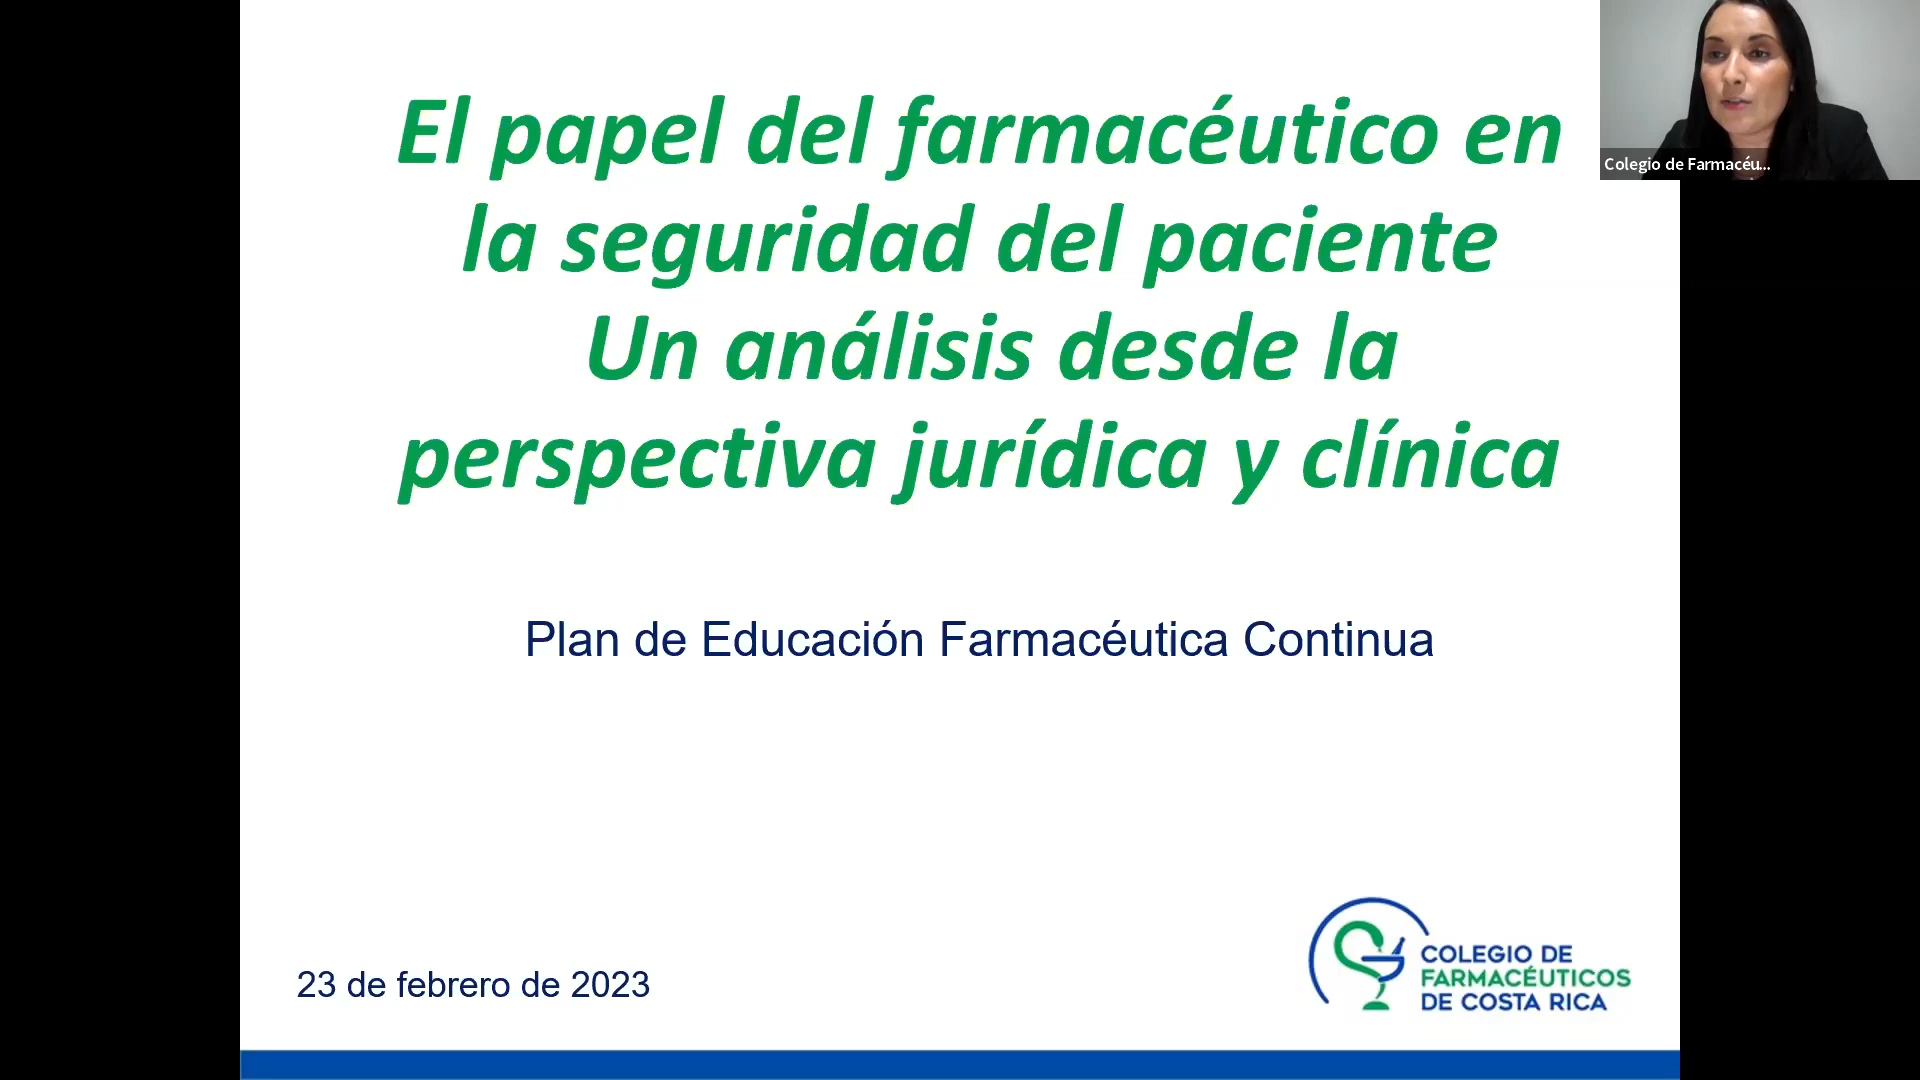 El papel del farmacéutico en
la seguridad del paciente
Un análisis desde la
perspectiva jurídica y clínica
Colegio de Farmacéu...
Plan de Educación Farmacéutica Continua
23 de febrero de 2023
COLEGIO DE
FARMACÉUTICOS
DE COSTA RICA